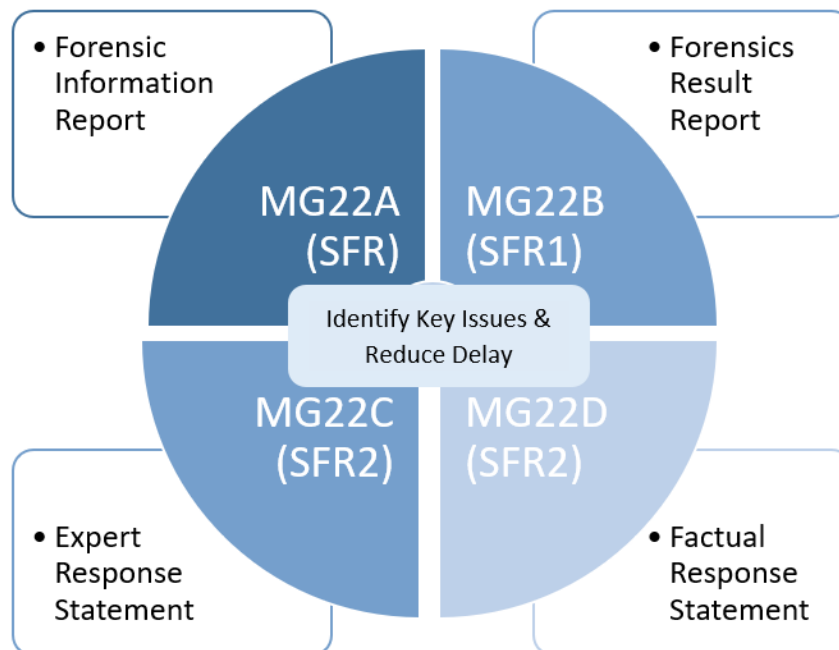 • Forensic
Information
Report
• Forensics
Result
Report
MG22A
(SFR)
MG22B
(SFR1)
Identify Key Issues &
Reduce Delay
MG22C
(SFR2)
MG22D
(SFR2)
• Expert
Response
Statement
• Factual
Response
Statement